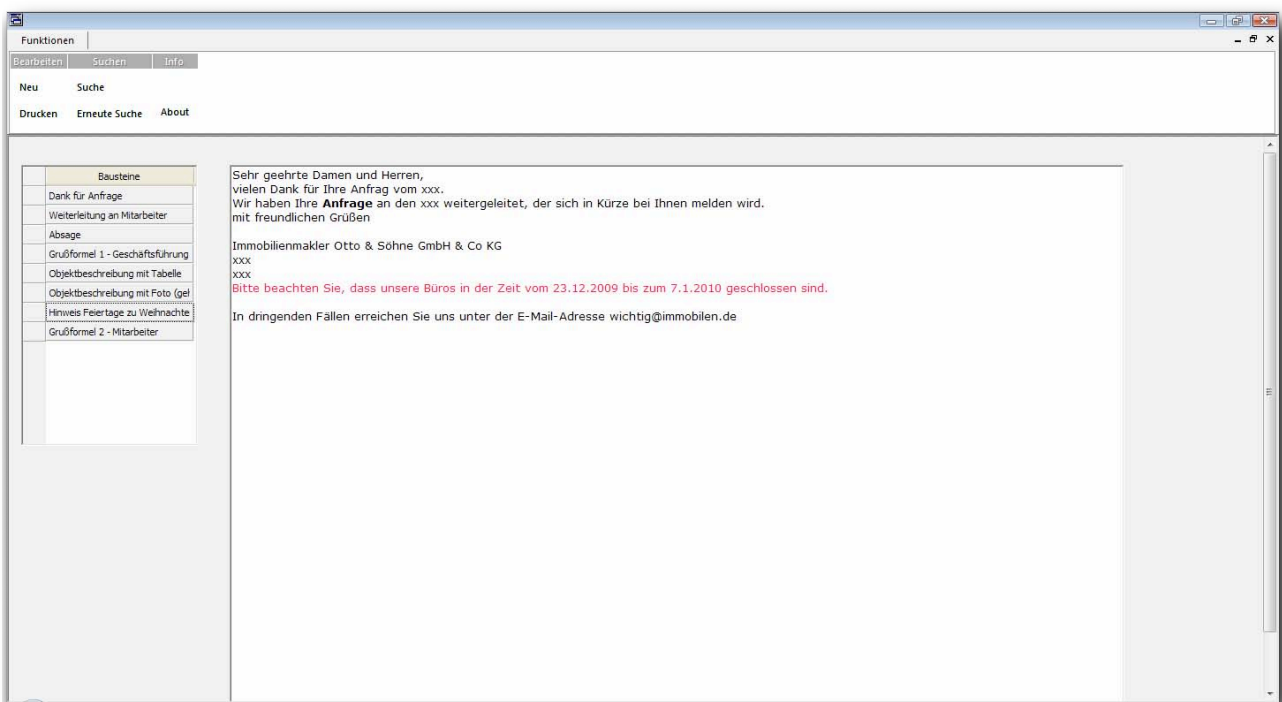 Funktionen
Bearbeiten Suchen Info
Neu Suche
Drucken Erneute Suche About
Bausteine
Dank für Anfrage
Weiterleitung an Mitarbeiter
Absage
Grußformel 1 - Geschäftsführung
Objektbeschreibung mit Tabelle
Objektbeschreibung mit Foto (gel
Hinweis Feiertage zu Weihnachte
Grußformel 2 - Mitarbeiter
Sehr geehrte Damen und Herren,
vielen Dank für Ihre Anfrag vom xxx.
Wir haben Ihre Anfrage an den xxx weitergeleitet, der sich in Kürze bei Ihnen melden wird.
mit freundlichen Grüßen
Immobilienmakler Otto & Söhne GmbH & Co KG
xxx
xxx
Bitte beachten Sie, dass unsere Büros in der Zeit vom 23.12.2009 bis zum 7.1.2010 geschlossen sind.
In dringenden Fällen erreichen Sie uns unter der E-Mail-Adresse wichtig@immobilen.de